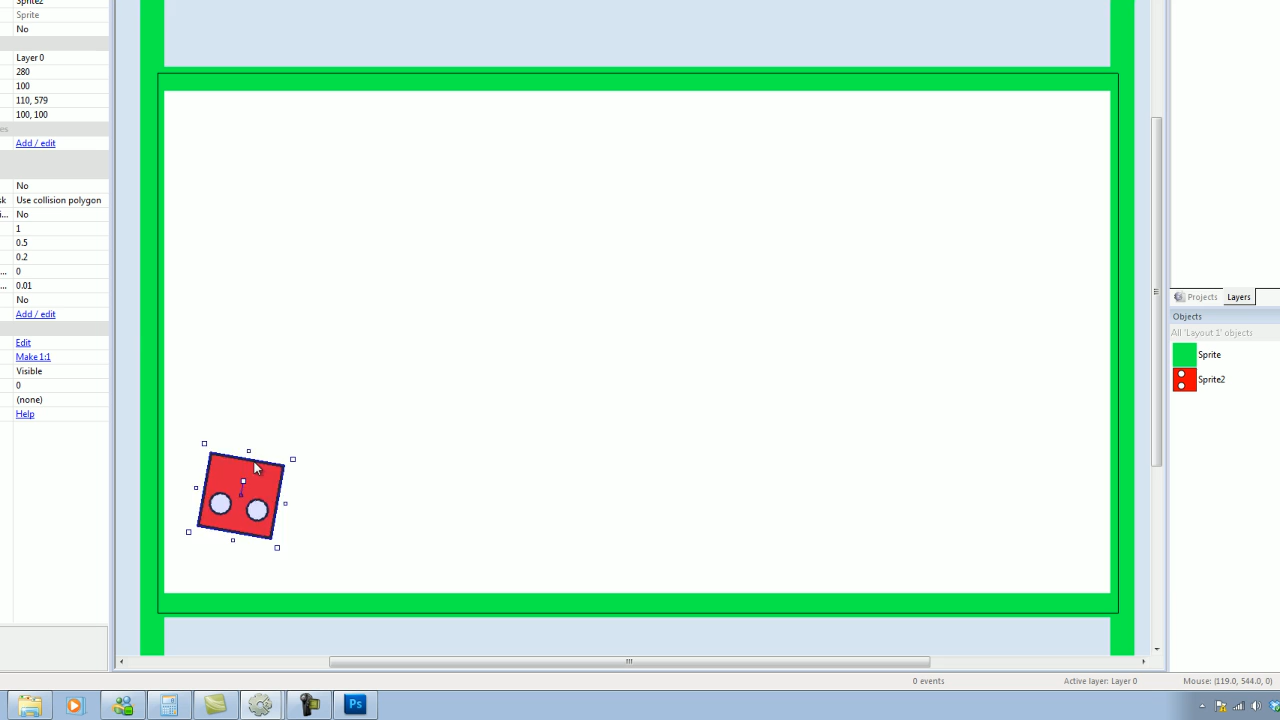 Sprite2
Sprite
No
Layer 0
280
100
110, 579
100, 100
es
Add / edit
No
sk Use collision polygon
i... No
1
0.5
0.2
... 0
0.01
No
Add / edit
Edit
Make 1:1
Visible
0
(none)
Help
Projects Layers
Objects
All 'Layout 1' objects
Sprite
Sprite2
0 events Active layer: Layer 0 Mouse: (119.0, 544.0, 0)
Ps